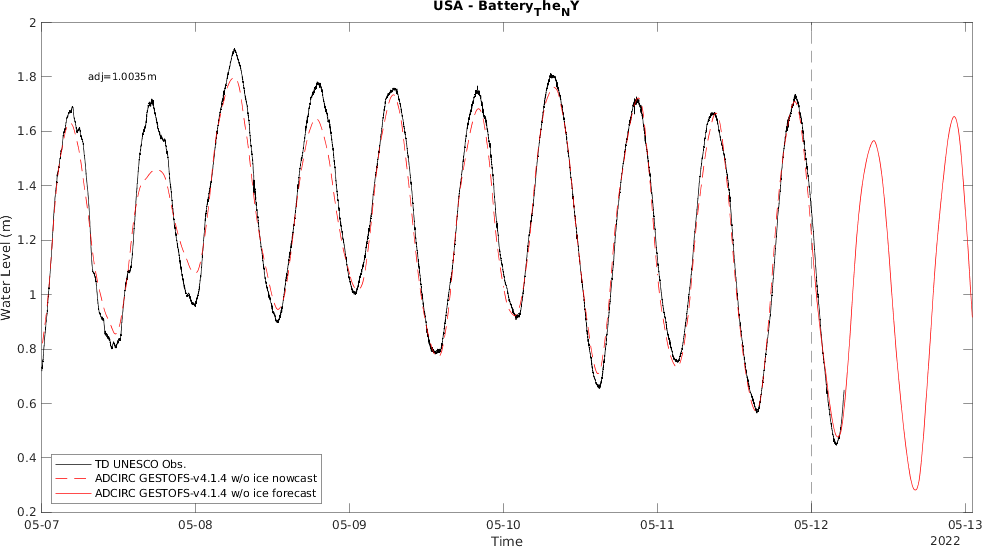 USA - BatteryTheNY
2
1.8
adj=1.0035m
1.6
1.4
1.2
1
0.8
0.6
0.4
0.2
Water Level (m)
TD UNESCO Obs.
ADCIRC GESTOFS-v4.1.4 w/o ice nowcast
ADCIRC GESTOFS-v4.1.4 w/o ice forecast
05-07 05-08 05-09 05-10 05-11 05-12 05-13
Time
2022